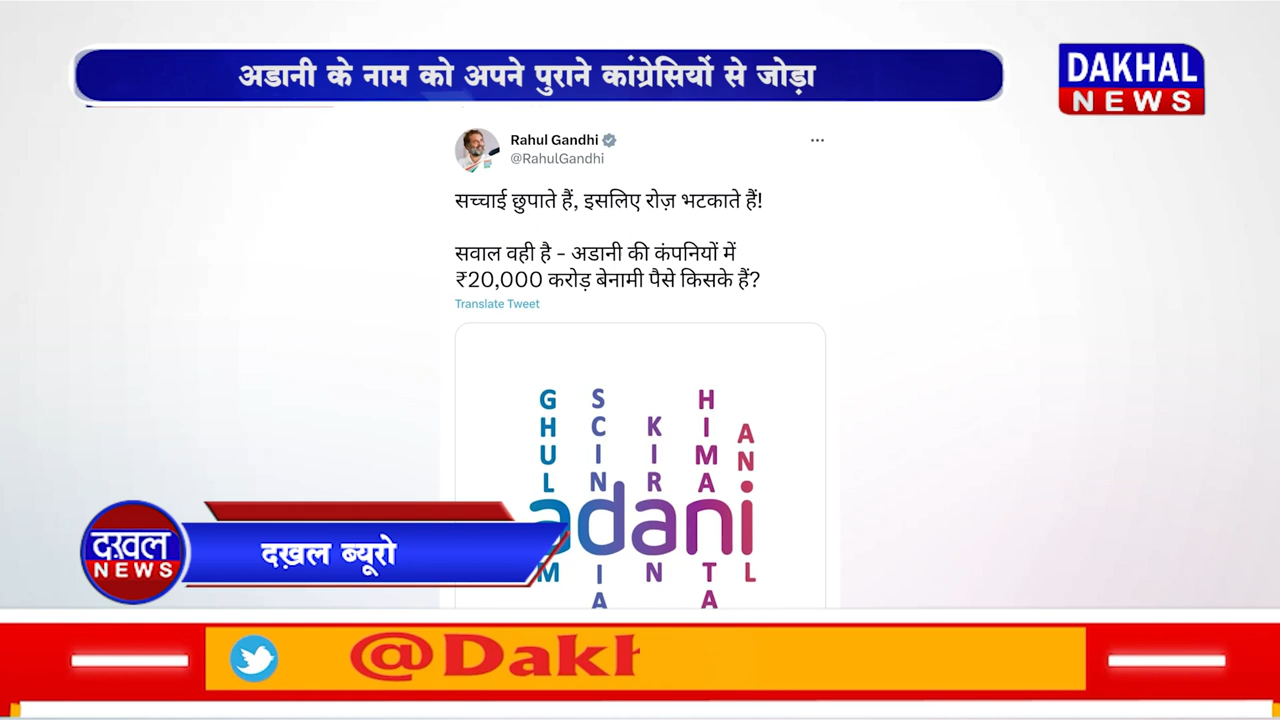 अडानी के नाम को अपने पुराने कांग्रेसियों से जोड़ा
DAKHAL
NEWS
Rahul Gandhi
@RahulGandhi
सच्चाई छुपाते हैं, इसलिए रोज़ भटकाते हैं!
सवाल वही है - अडानी की कंपनियों में
₹20,000 करोड़ बेनामी पैसे किसके हैं?
Translate Tweet
G S H
H C K I A
U I I M N
L N R A
adani
M I N T L
A A
दख़ल
NEWS
दख़ल ब्यूरो
@Dakh